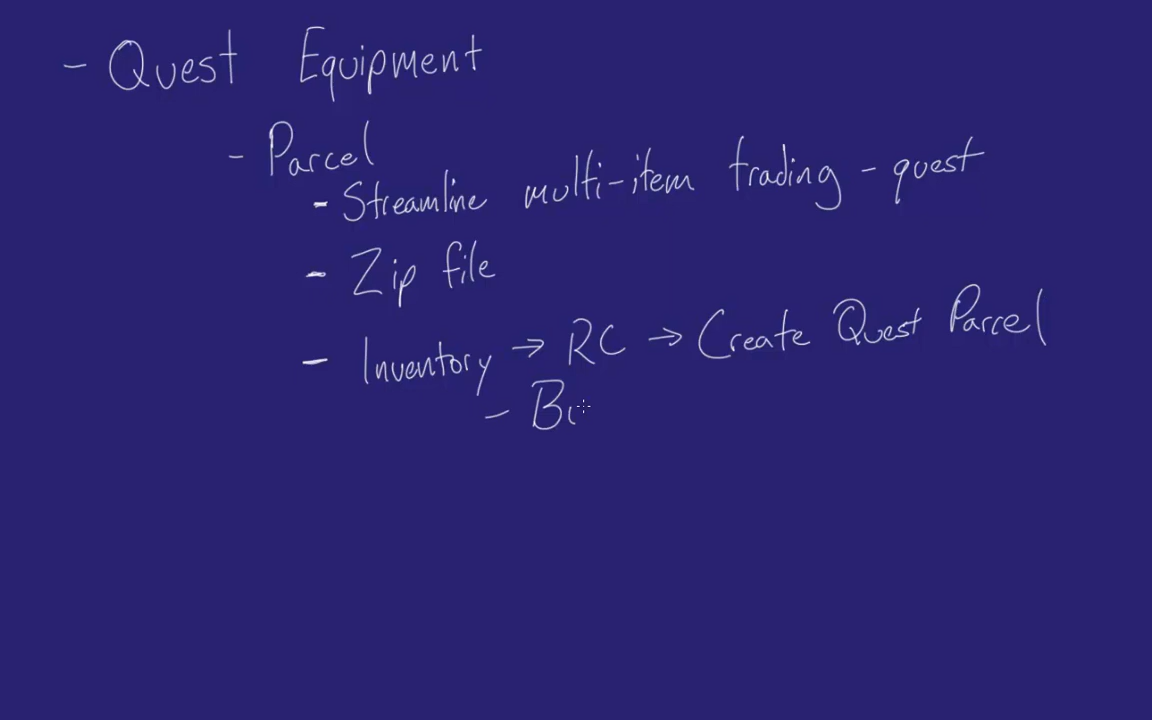 - Quest Equipment
- Parcel
- Streamline multi-item trading - quest
- Zip file
- Inventory → RC → Create Quest Parcel
-